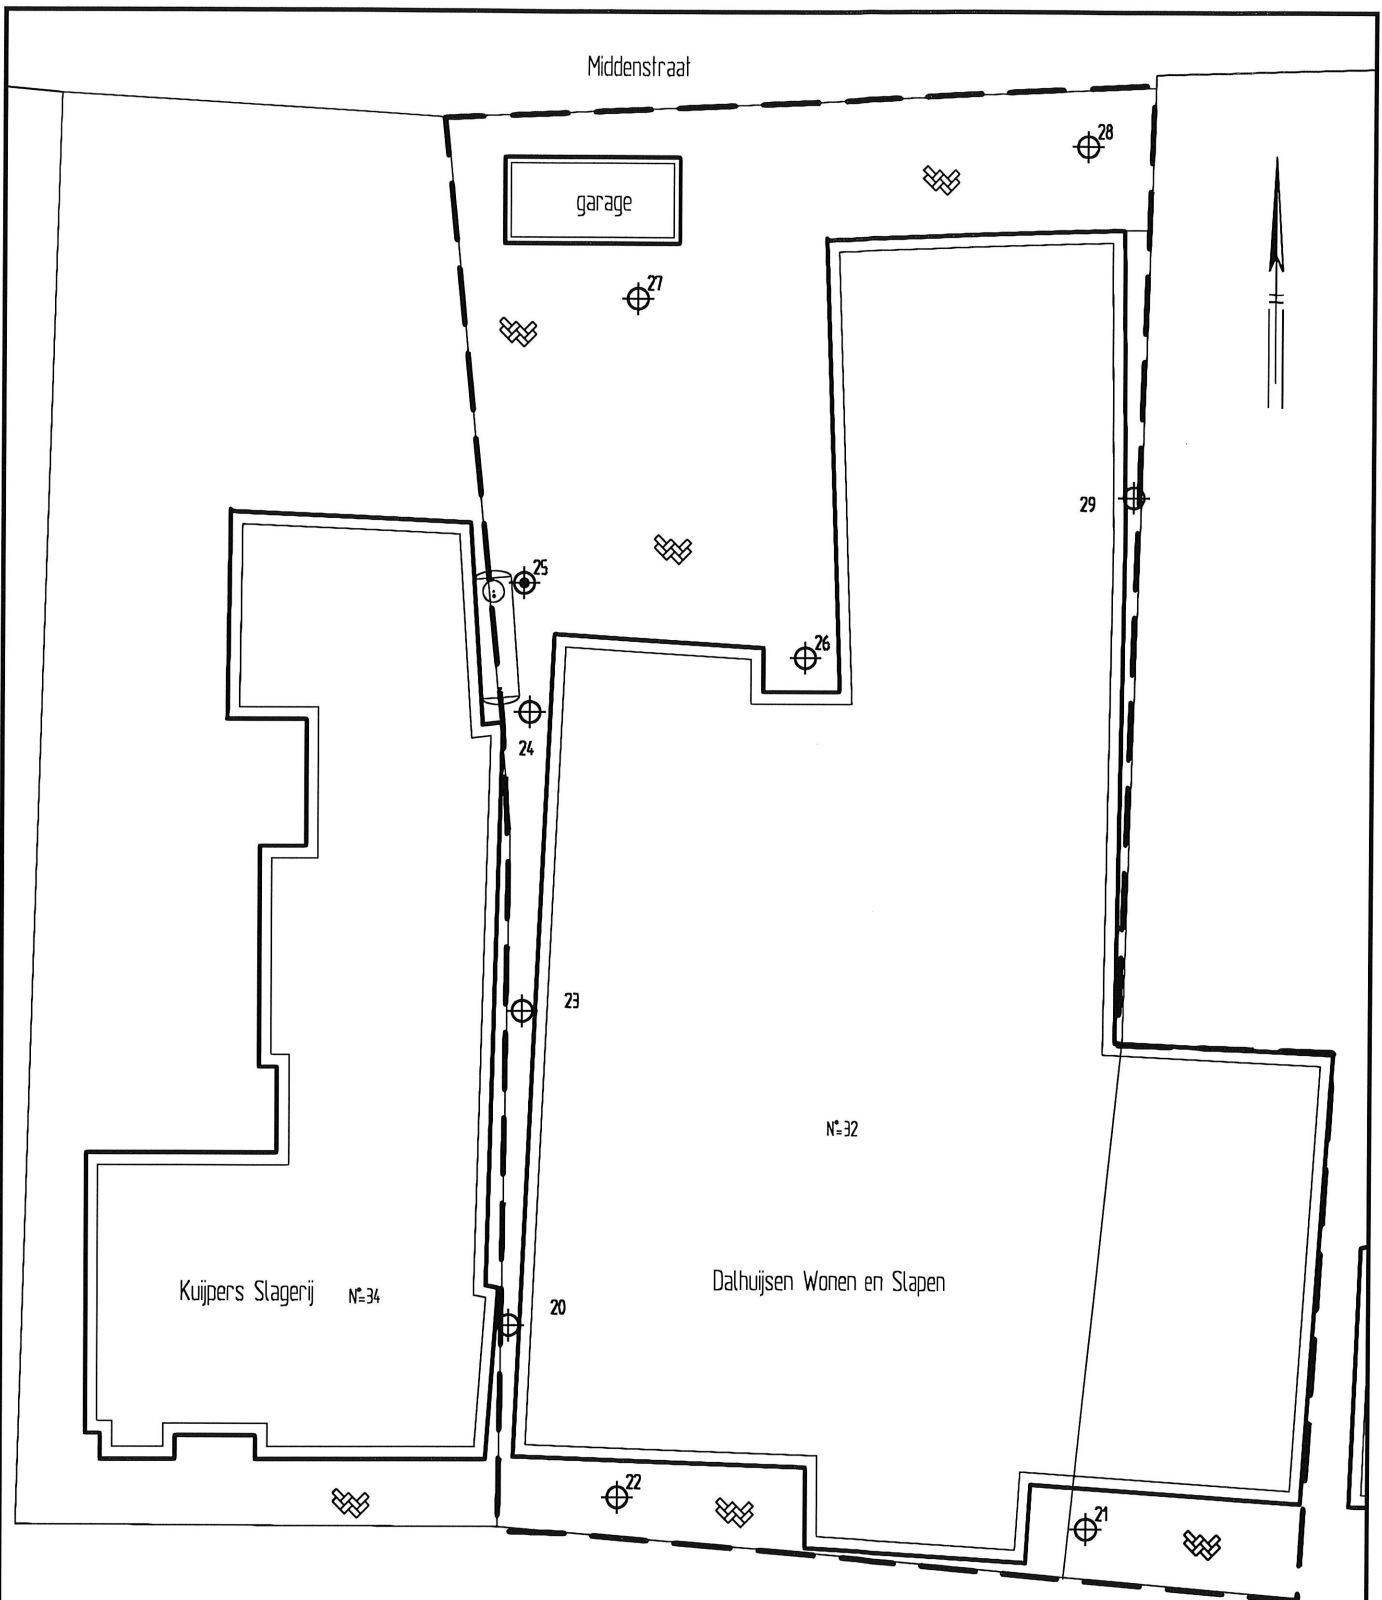 Middenstraat
28
garage
27
29
25
26
24
23
N°=32
Kuijpers Slagerij N°=34
Dalhuijsen Wonen en Slapen
20
22
21